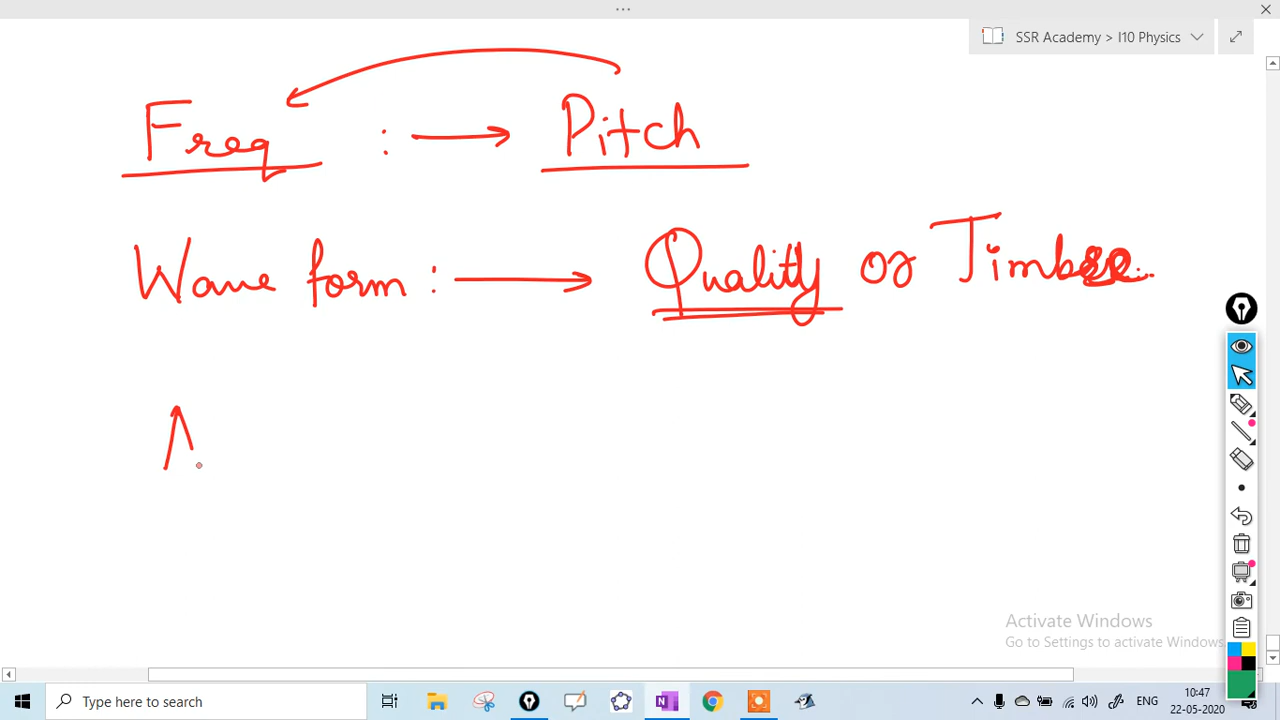 ...
SSR Academy > I10 Physics
Freq : → Pitch
Wave form : → Quality or Timbre...
Λ
Activate Windows
Go to Settings to activate Windows.
Type here to search
ENG
10:47
22-05-2020